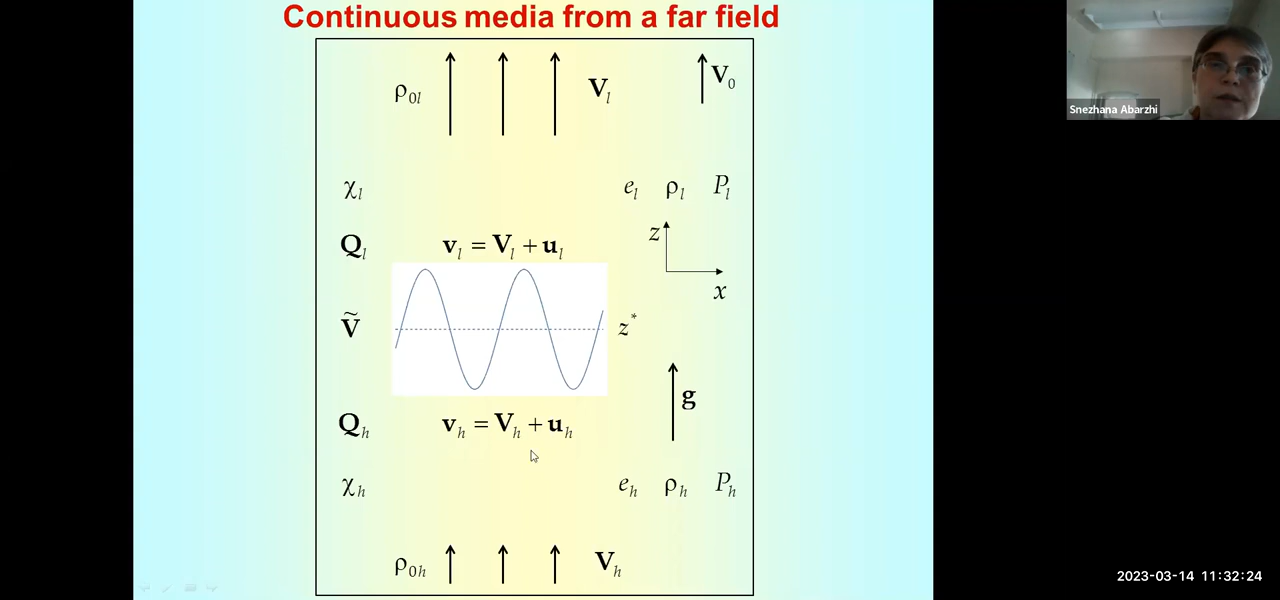 Continuous media from a far field
ρ₀ₗ Vₗ V₀
χₗ eₗ ρₗ Pₗ
Qₗ vₗ = Vₗ + uₗ z
x
Ṽ z*
g
Qₕ vₕ = Vₕ + uₕ
χₕ eₕ ρₕ Pₕ
ρ₀ₕ Vₕ
Snezhana Abarzhi
2023-03-14 11:32:24